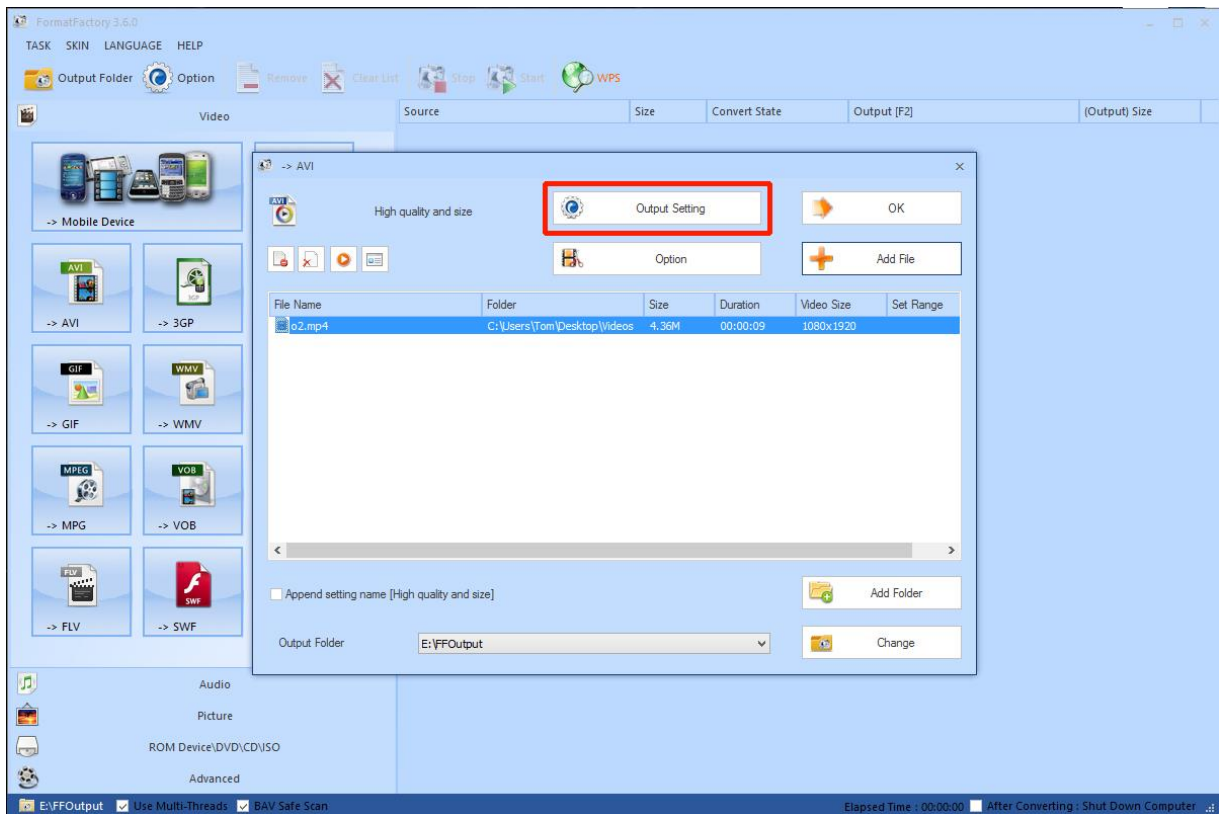 FormatFactory 3.6.0
TASK SKIN LANGUAGE HELP
Output Folder Option Remove Clear List Stop Start WPS
Video
Source Size Convert State Output [F2] (Output) Size
-> Mobile Device
AVI
-> AVI
3GP
-> 3GP
GIF
-> GIF
WMV
-> WMV
MPEG
-> MPG
VOB
-> VOB
FLV
-> FLV
SWF
-> SWF
-> AVI
AVI
High quality and size
Output Setting
OK
Option
Add File
File Name Folder Size Duration Video Size Set Range
o2.mp4 C:\Users\Tom\Desktop\Videos 4.36M 00:00:09 1080x1920
Append setting name [High quality and size]
Add Folder
Output Folder E:\FFOutput Change
Audio
Picture
ROM Device\DVD\CD\ISO
Advanced
E:\FFOutput Use Multi-Threads BAV Safe Scan Elapsed Time : 00:00:00 After Converting : Shut Down Computer